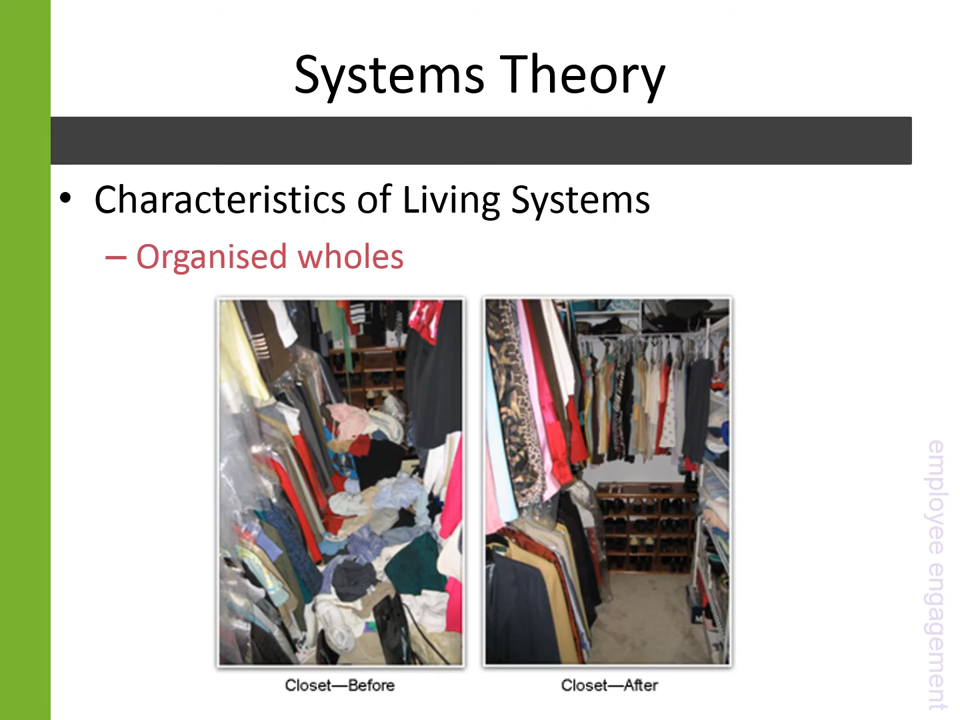 Systems Theory
• Characteristics of Living Systems
– Organised wholes
Closet—Before
Closet—After
employee engagement